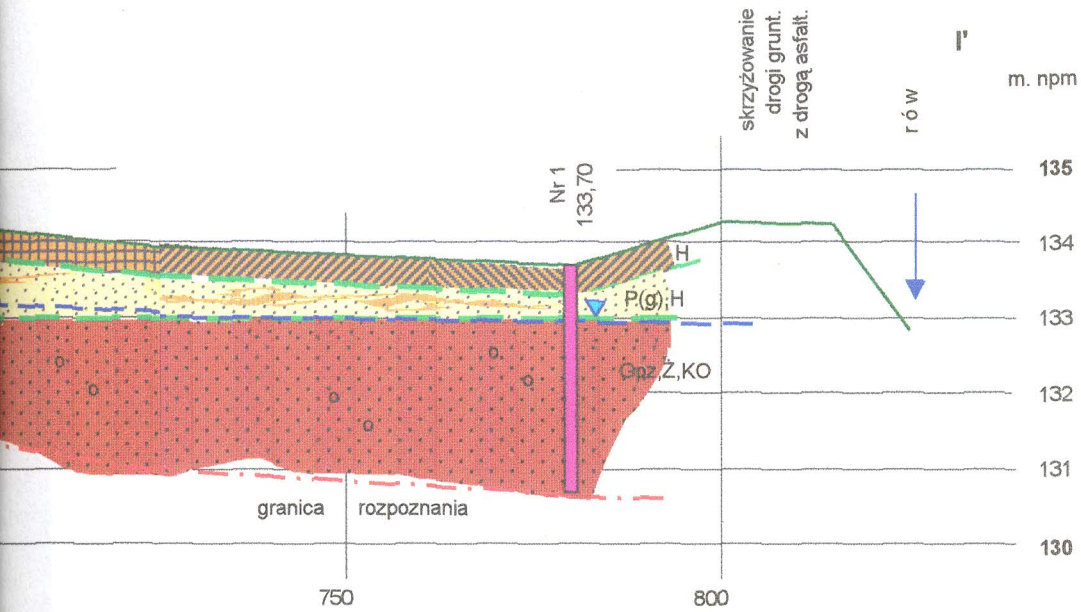 skrzyżowanie
drogi grunt.
z drogą asfalt.
rów
I'
m. npm
135
Nr 1
133,70
134
H
P(g);H
133
Gpz,Ż,KO
132
131
granica rozpoznania
130
750
800